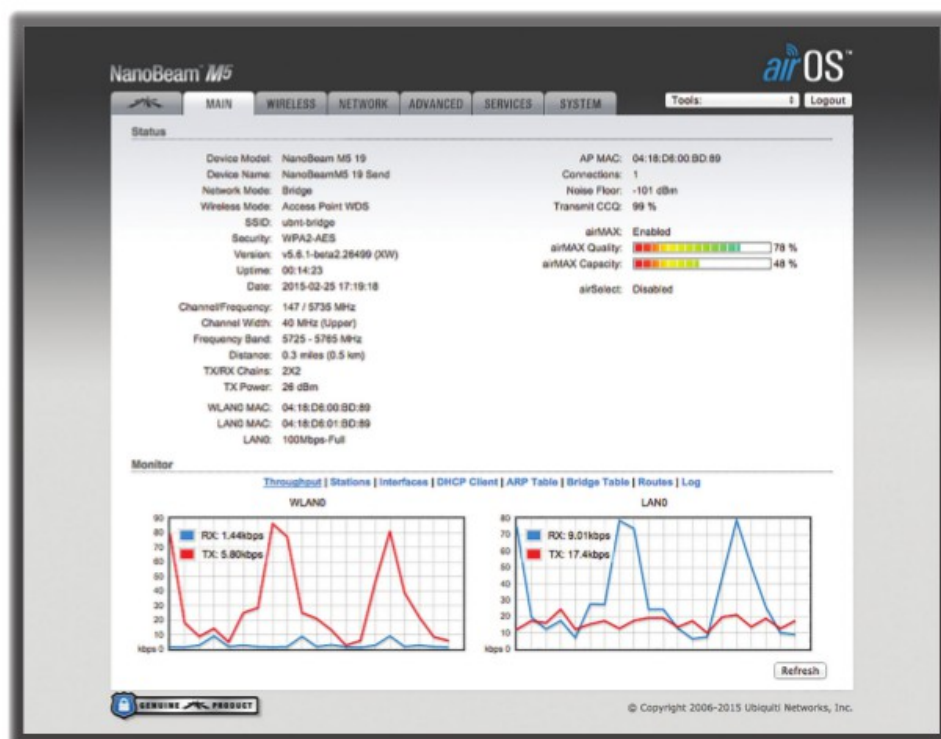 NanoBeam™ M5
airOS™
MAIN
WIRELESS
NETWORK
ADVANCED
SERVICES
SYSTEM
Tools:
Logout
Status
Device Model: NanoBeam M5 19
Device Name: NanoBeamM5 19 Send
Network Mode: Bridge
Wireless Mode: Access Point WDS
SSID: ubnt-bridge
Security: WPA2-AES
Version: v5.6.1-beta2.26499 (XW)
Uptime: 00:14:23
Date: 2015-02-25 17:19:18
Channel/Frequency: 147 / 5735 MHz
Channel Width: 40 MHz (Upper)
Frequency Band: 5725 - 5765 MHz
Distance: 0.3 miles (0.5 km)
TX/RX Chains: 2X2
TX Power: 26 dBm
WLAN0 MAC: 04:18:D6:00:BD:89
LAN0 MAC: 04:18:D6:01:BD:89
LAN0: 100Mbps-Full
AP MAC: 04:18:D6:00:BD:89
Connections: 1
Noise Floor: -101 dBm
Transmit CCQ: 99 %
airMAX: Enabled
airMAX Quality: 78 %
airMAX Capacity: 48 %
airSelect: Disabled
Monitor
Throughput | Stations | Interfaces | DHCP Client | ARP Table | Bridge Table | Routes | Log
WLAN0
90
80
70
60
50
40
30
20
10
kbps 0
RX: 1.44kbps
TX: 5.80kbps
LAN0
80
70
60
50
40
30
20
10
kbps 0
RX: 9.01kbps
TX: 17.4kbps
Refresh
GENUINE PRODUCT
© Copyright 2006-2015 Ubiquiti Networks, Inc.